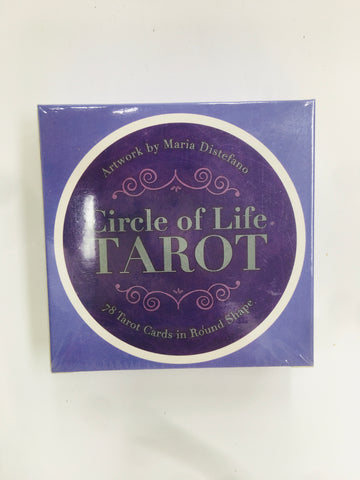 Artwork by Maria Distefano
Circle of Life
TAROT
78 Tarot Cards in Round Shape